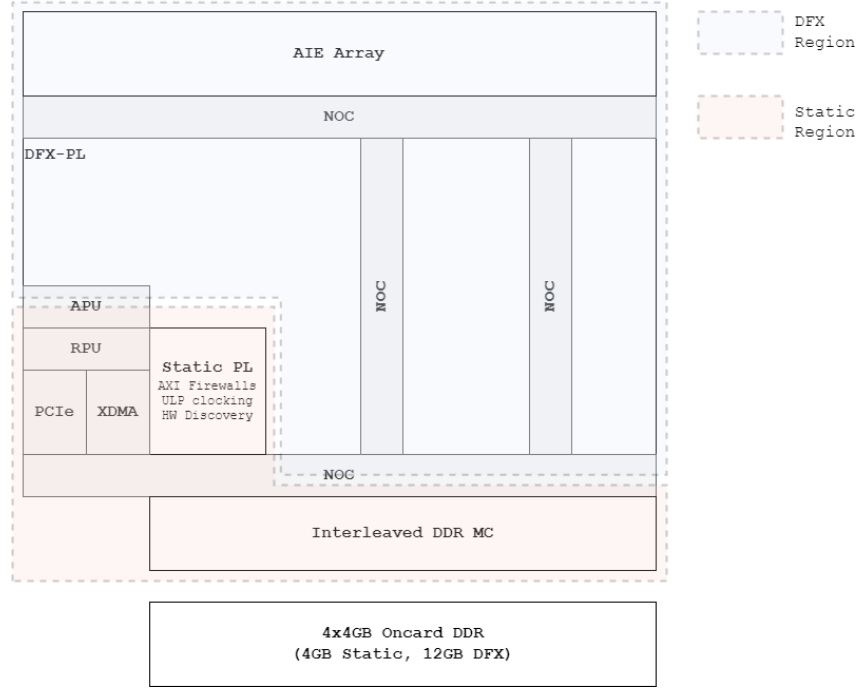 AIE Array
DFX
Region
NOC
Static
Region
DFX-PL
NOC
NOC
APU
RPU
Static PL
AXI Firewalls
ULP clocking
HW Discovery
PCIe
XDMA
NOC
Interleaved DDR MC
4x4GB Oncard DDR
(4GB Static, 12GB DFX)